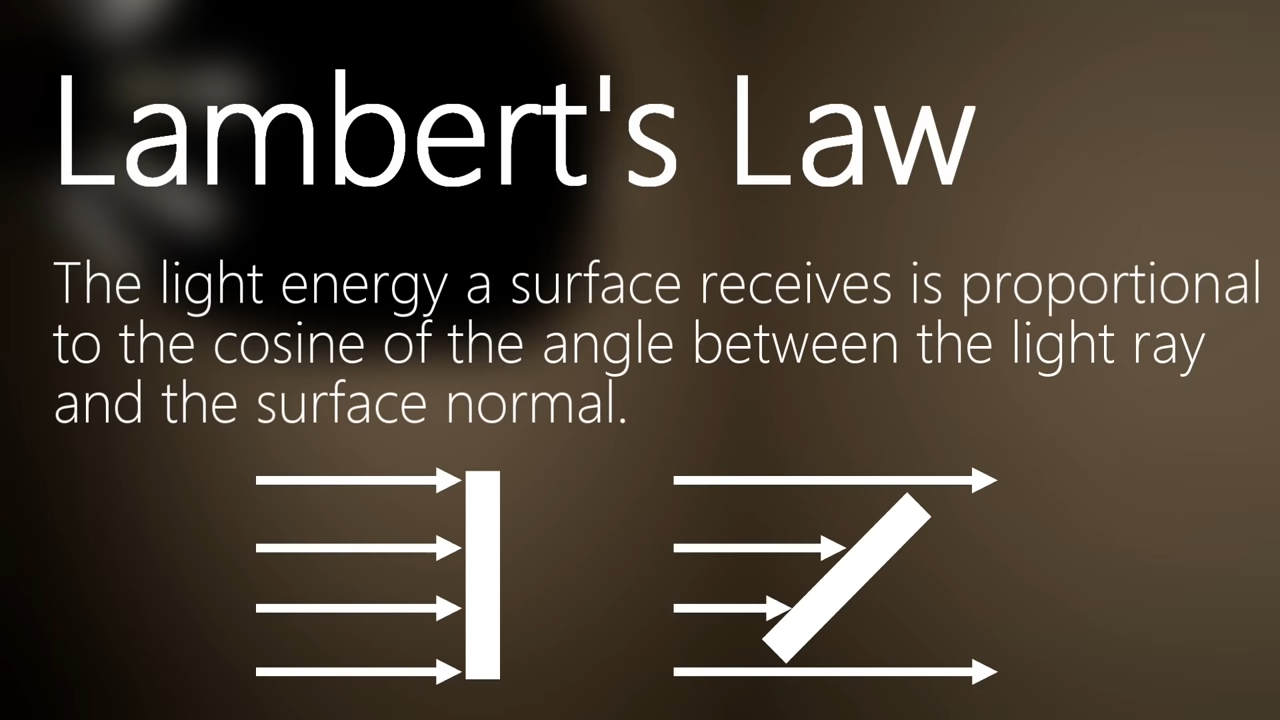 Lambert's Law
The light energy a surface receives is proportional
to the cosine of the angle between the light ray
and the surface normal.